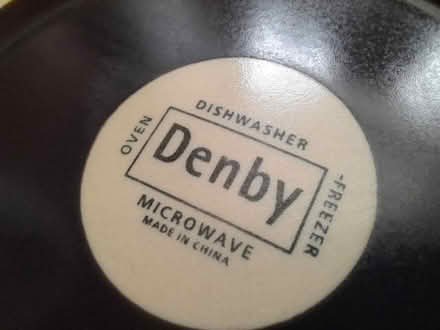 DISHWASHER
OVEN
Denby
-FREEZER
MICROWAVE
MADE IN CHINA